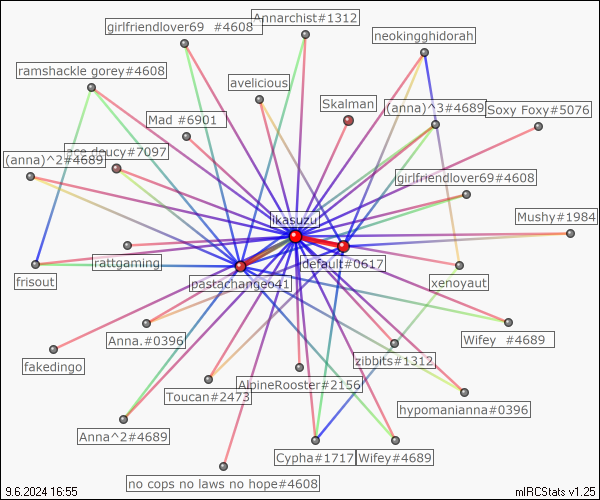 girlfriendlover69 #4608
Annarchist#1312
neokingghidorah
ramshackle gorey#4608
avelicious
Skalman
(anna)^3#4689
Soxy Foxy#5076
Mad #6901
(anna)^2#4689
ace doucy#7097
girlfriendlover69#4608
ikasuzu
Mushy#1984
rattgaming
default#0617
frisout
pastachangeo41
xenoyaut
Anna.#0396
Wifey #4689
zibbits#1312
fakedingo
AlpineRooster#2156
Toucan#2473
hypomanianna#0396
Anna^2#4689
Cypha#1717
Wifey#4689
no cops no laws no hope#4608
9.6.2024 16:55
mIRCStats v1.25